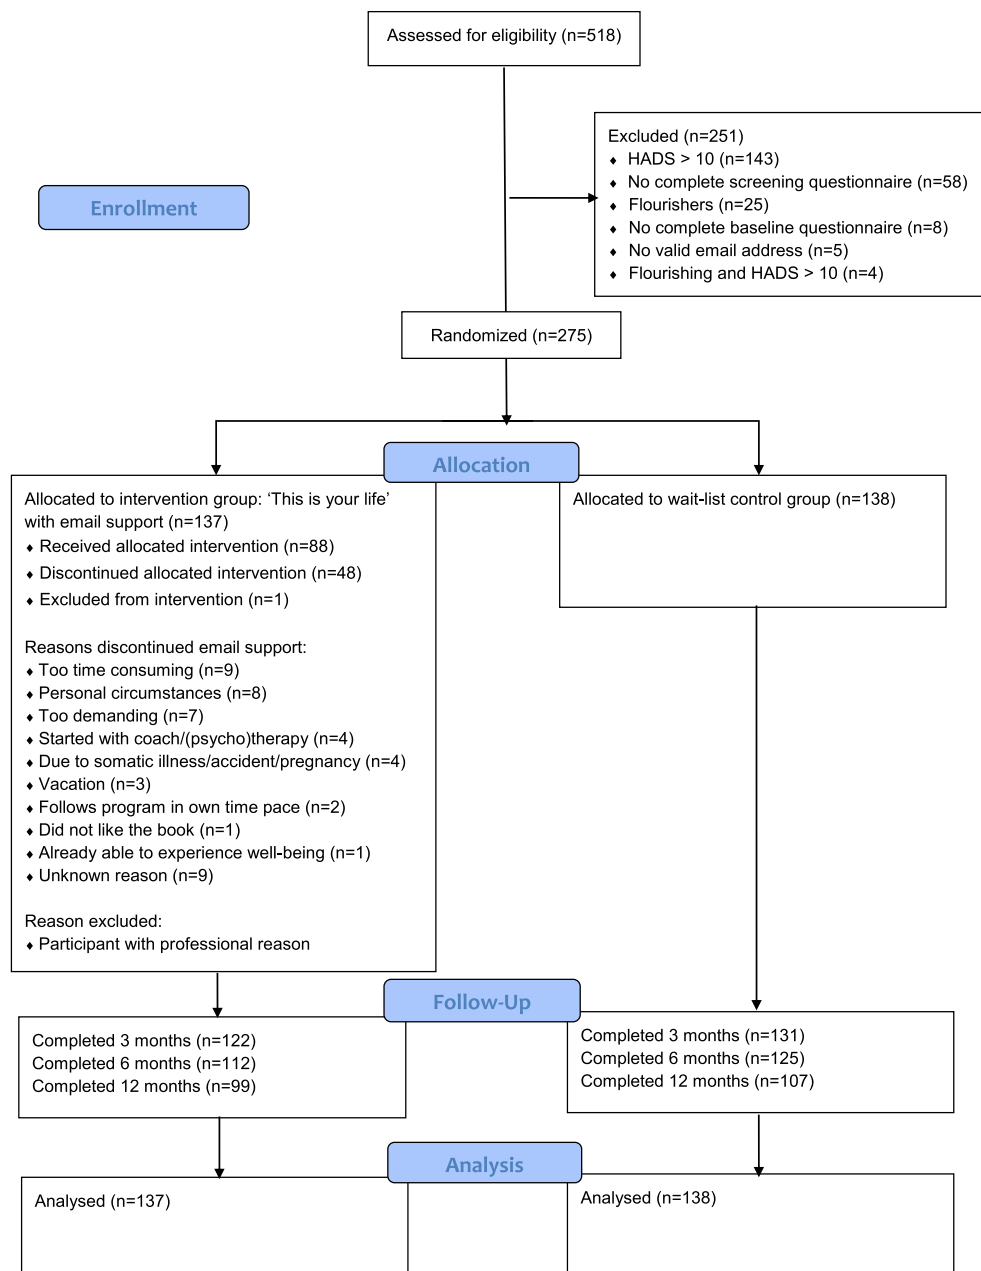 Assessed for eligibility (n=518)
Excluded (n=251)
♦ HADS > 10 (n=143)
♦ No complete screening questionnaire (n=58)
♦ Flourishers (n=25)
♦ No complete baseline questionnaire (n=8)
♦ No valid email address (n=5)
♦ Flourishing and HADS > 10 (n=4)
Enrollment
Randomized (n=275)
Allocation
Allocated to intervention group: ‘This is your life’
with email support (n=137)
♦ Received allocated intervention (n=88)
♦ Discontinued allocated intervention (n=48)
♦ Excluded from intervention (n=1)
Reasons discontinued email support:
♦ Too time consuming (n=9)
♦ Personal circumstances (n=8)
♦ Too demanding (n=7)
♦ Started with coach/(psycho)therapy (n=4)
♦ Due to somatic illness/accident/pregnancy (n=4)
♦ Vacation (n=3)
♦ Follows program in own time pace (n=2)
♦ Did not like the book (n=1)
♦ Already able to experience well-being (n=1)
♦ Unknown reason (n=9)
Reason excluded:
♦ Participant with professional reason
Allocated to wait-list control group (n=138)
Follow-Up
Completed 3 months (n=122)
Completed 6 months (n=112)
Completed 12 months (n=99)
Completed 3 months (n=131)
Completed 6 months (n=125)
Completed 12 months (n=107)
Analysis
Analysed (n=137)
Analysed (n=138)